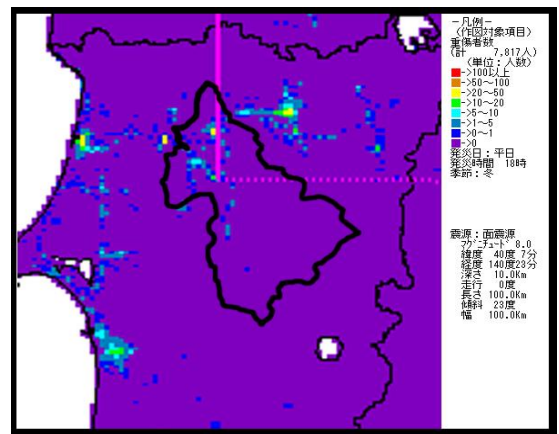 －凡例－
（作図対象項目）
重傷者数
(計　7,817人)
（単位：人数）
->100以上
->50～100
->20～50
->10～20
->5～10
->1～5
->0～1
->0
発災日：平日
発災時間　18時
季節：冬
震源：面震源
ﾏｸﾞﾆﾁｭｰﾄﾞ 8.0
緯度　40度 7分
経度　140度23分
深さ　10.0Km
走行　0度
長さ　100.0Km
傾斜　23度
幅　100.0Km